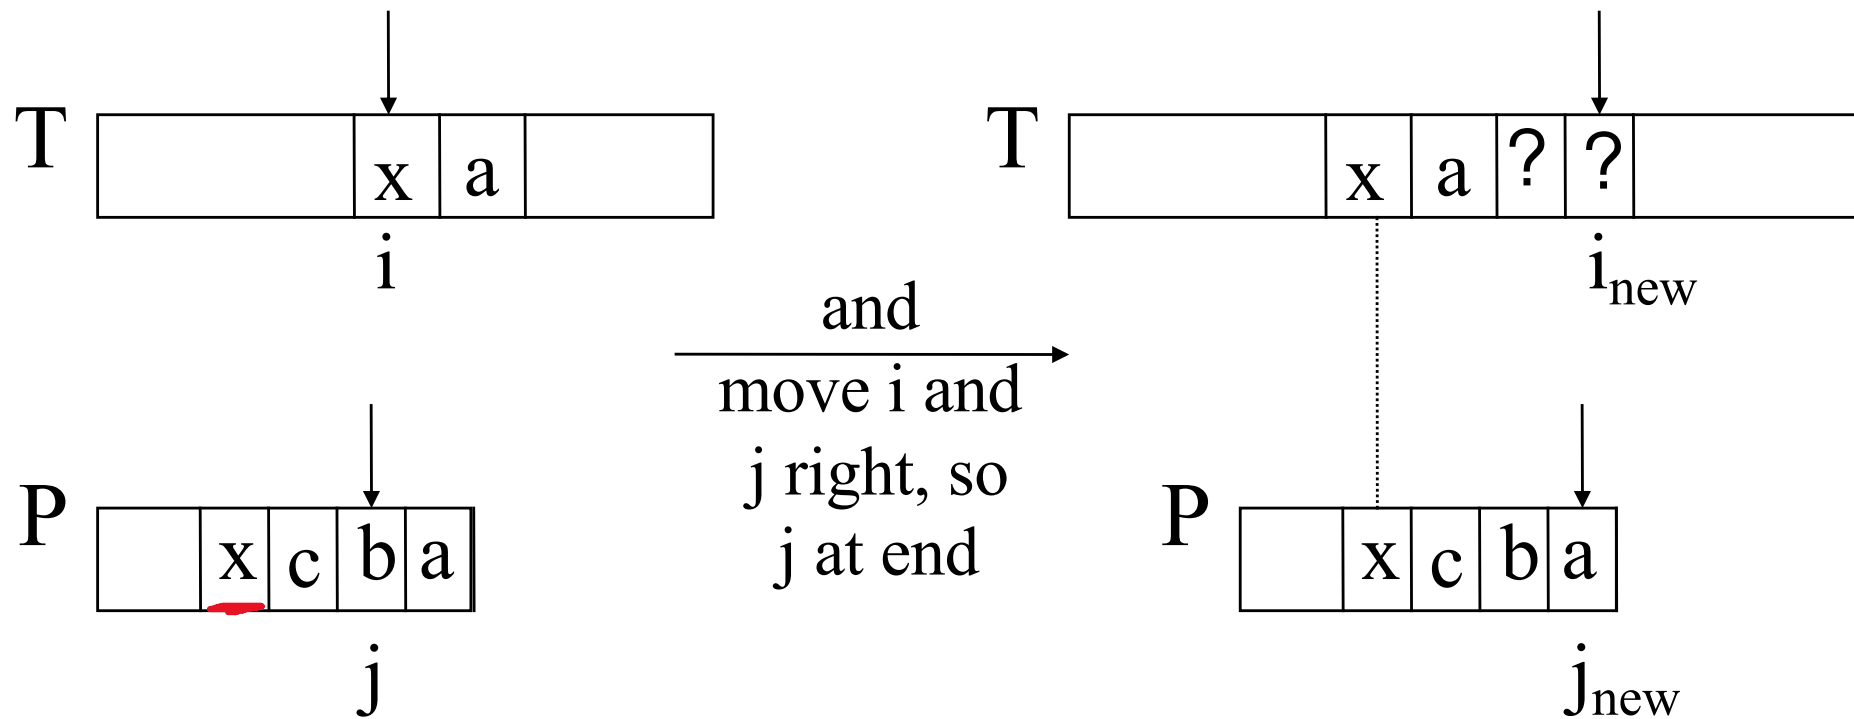 T
x a
i
P
x c b a
j
and
move i and
j right, so
j at end
T
x a ? ?
i new
P
x c b a
j new